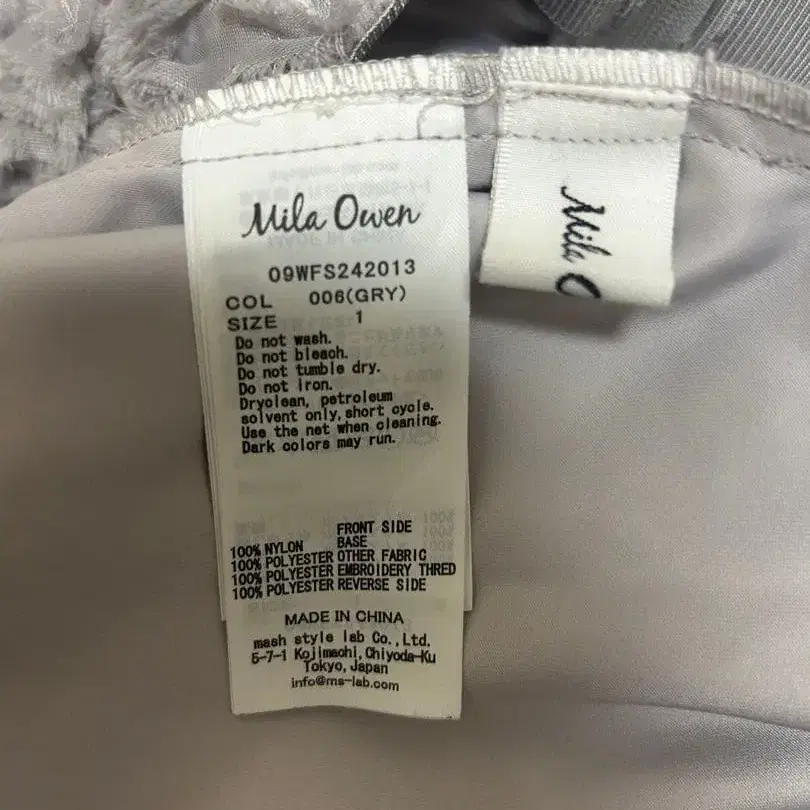 Mila Owen
09WFS242013
COL 006(GRY)
SIZE 1
Do not wash.
Do not bleach.
Do not tumble dry.
Do not iron.
Dryclean, petroleum
solvent only, short cycle.
Use the net when cleaning.
Dark colors may run.
FRONT SIDE
100% NYLON BASE
100% POLYESTER OTHER FABRIC
100% POLYESTER EMBROIDERY THRED
100% POLYESTER REVERSE SIDE
MADE IN CHINA
mash style lab Co.,Ltd.
5-7-1 Kojimachi,Chiyoda-Ku
Tokyo,Japan
info@ms-lab.com
Mila O